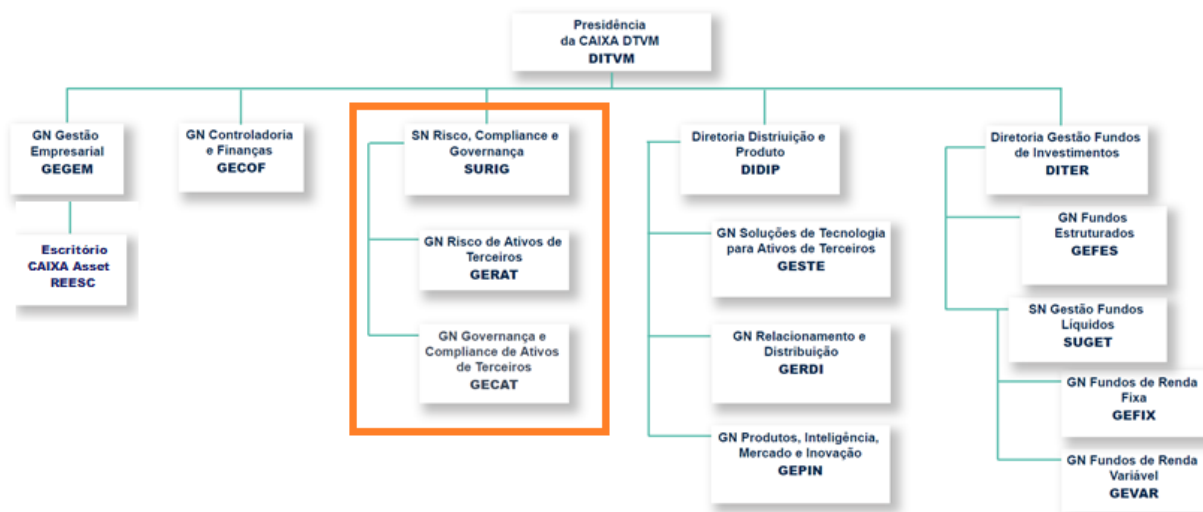 Presidência
da CAIXA DTVM
DITVM
GN Gestão
Empresarial
GEGEM
Escritório
CAIXA Asset
REESC
GN Controladoria
e Finanças
GECOF
SN Risco, Compliance e
Governança
SURIG
GN Risco de Ativos de
Terceiros
GERAT
GN Governança e
Compliance de Ativos
de Terceiros
GECAT
Diretoria Distriuição e
Produto
DIDIP
GN Soluções de Tecnologia
para Ativos de Terceiros
GESTE
GN Relacionamento e
Distribuição
GERDI
GN Produtos, Inteligência,
Mercado e Inovação
GEPIN
Diretoria Gestão Fundos
de Investimentos
DITER
GN Fundos
Estruturados
GEFES
SN Gestão Fundos
Líquidos
SUGET
GN Fundos de Renda
Fixa
GEFIX
GN Fundos de Renda
Variável
GEVAR